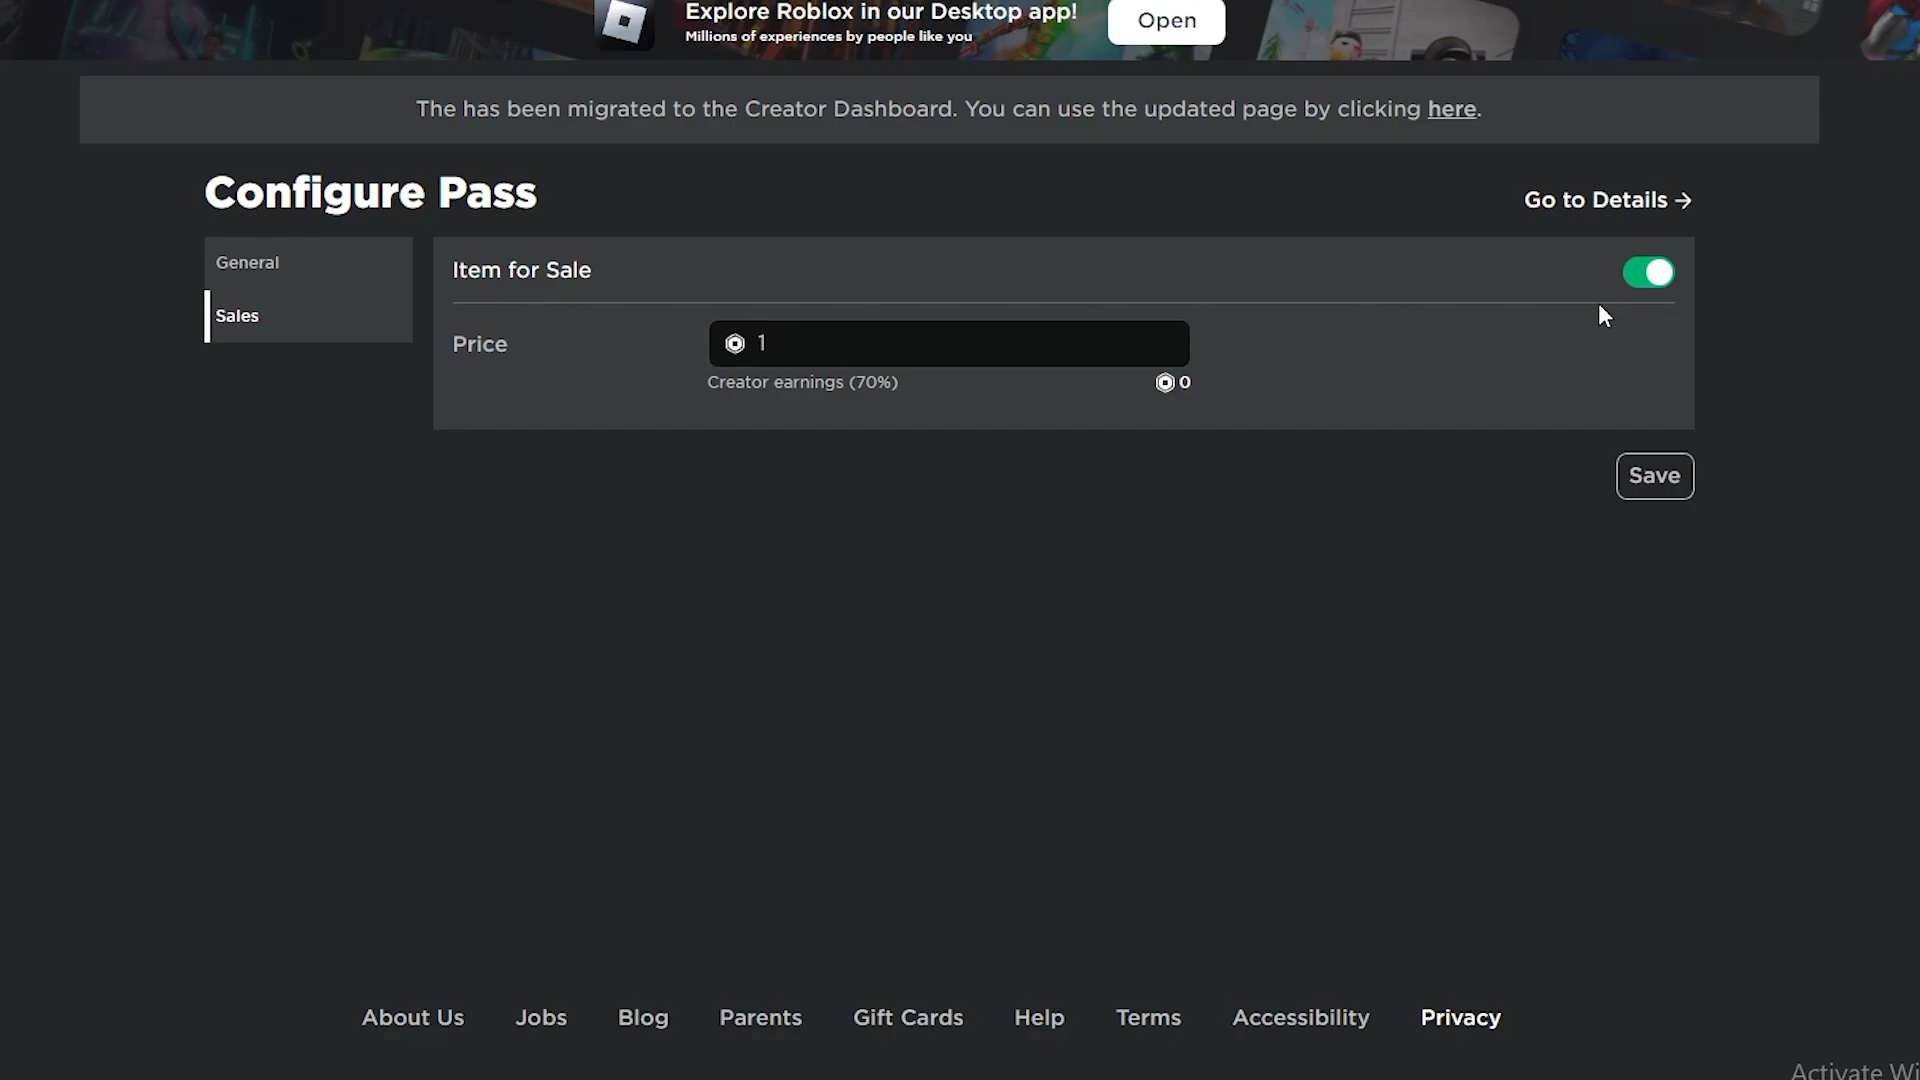 Explore Roblox in our Desktop app!
Millions of experiences by people like you
Open
The has been migrated to the Creator Dashboard. You can use the updated page by clicking here.
Configure Pass
Go to Details →
General
Sales
Item for Sale
Price
1
Creator earnings (70%)
0
Save
About Us Jobs Blog Parents Gift Cards Help Terms Accessibility Privacy
Activate Wi